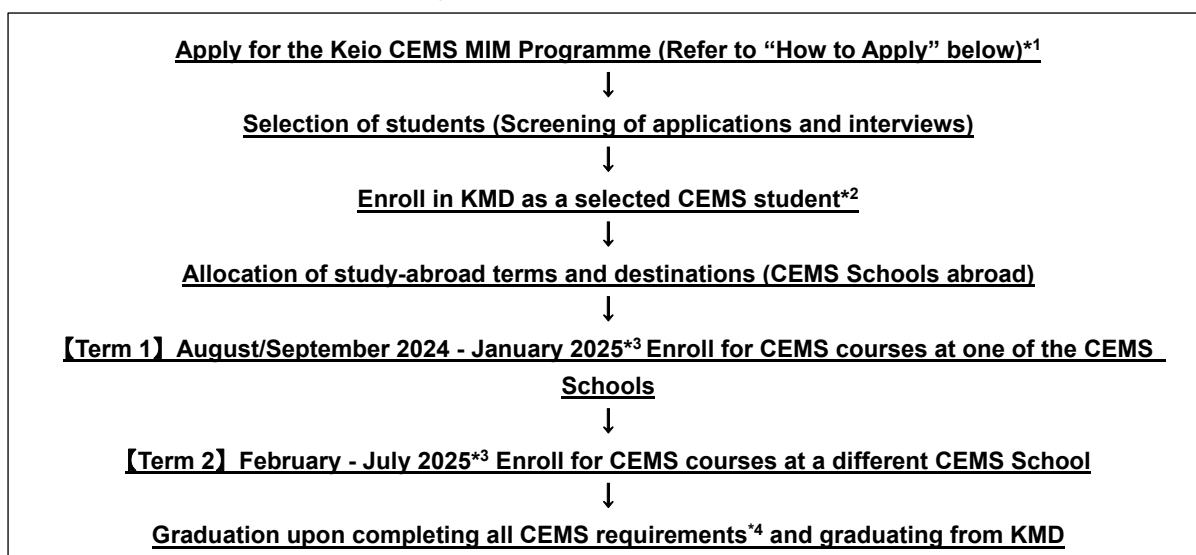 Apply for the Keio CEMS MIM Programme (Refer to “How to Apply” below)*1
↓
Selection of students (Screening of applications and interviews)
↓
Enroll in KMD as a selected CEMS student*2
↓
Allocation of study-abroad terms and destinations (CEMS Schools abroad)
↓
【Term 1】August/September 2024 - January 2025*3 Enroll for CEMS courses at one of the CEMS
Schools
↓
【Term 2】February - July 2025*3 Enroll for CEMS courses at a different CEMS School
↓
Graduation upon completing all CEMS requirements*4 and graduating from KMD